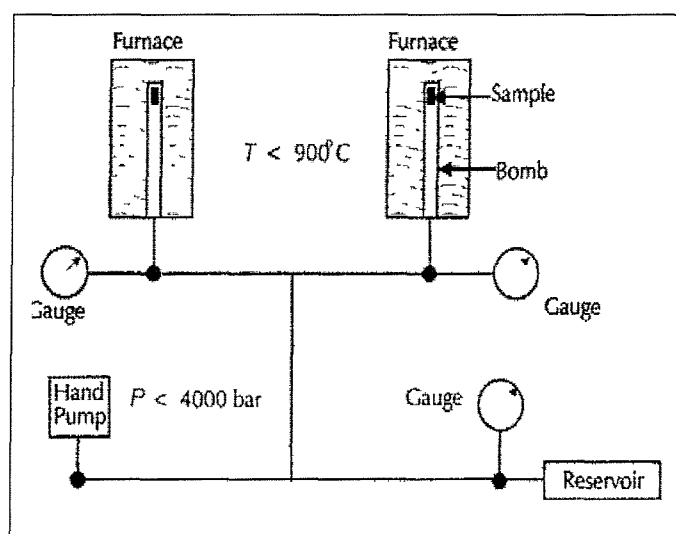 Furnace
Furnace
Sample
T < 900°C
Bomb
Gauge
Gauge
Hand
Pump
P < 4000 bar
Gauge
Reservoir